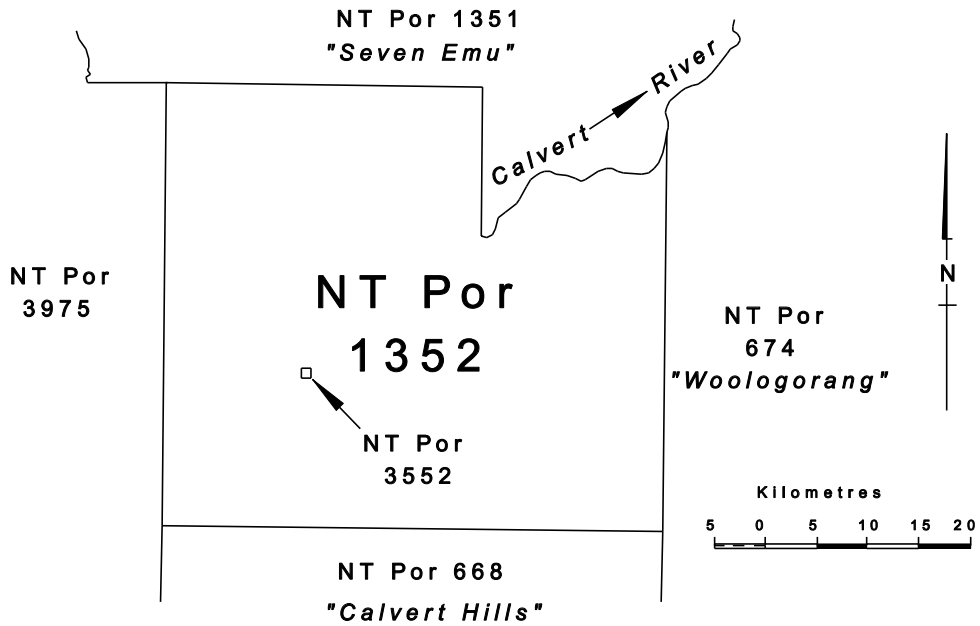 NT Por 1351
"Seven Emu"
Calvert River
NT Por
3975
NT Por
1352
N
NT Por
674
"Woologorang"
NT Por
3552
Kilometres
5 0 5 10 15 20
NT Por 668
"Calvert Hills"